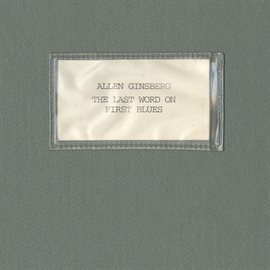 ALLEN GINSBERG
THE LAST WORD ON
FIRST BLUES